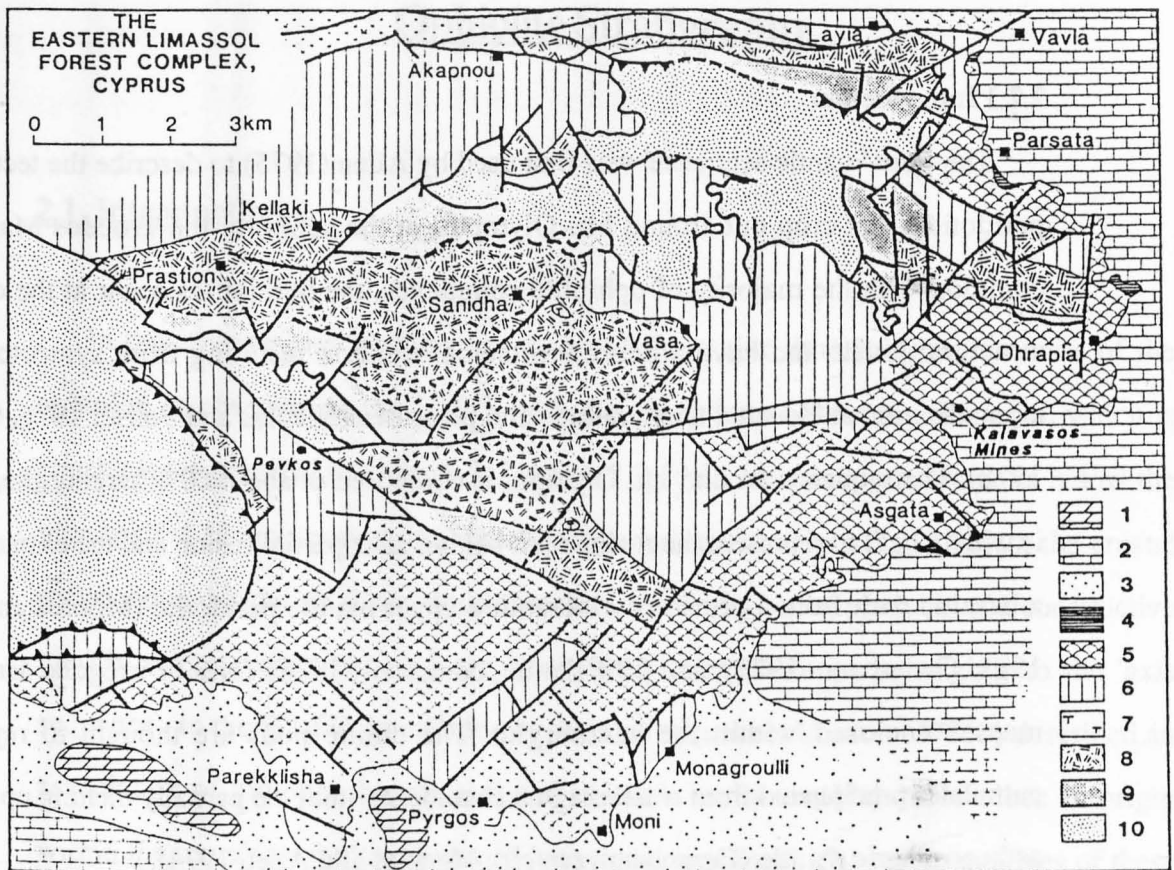 THE
EASTERN LIMASSOL
FOREST COMPLEX,
CYPRUS
0 1 2 3km
Layia
Vavla
Akapnou
Parsata
Kellaki
Prastion
Sanidha
Vasa
Dhrapia
Kalavasos
Mines
Pevkos
Asgata
Monagroulli
Parekklisha
Pyrgos
Moni
1
2
3
4
5
6
7
8
9
10